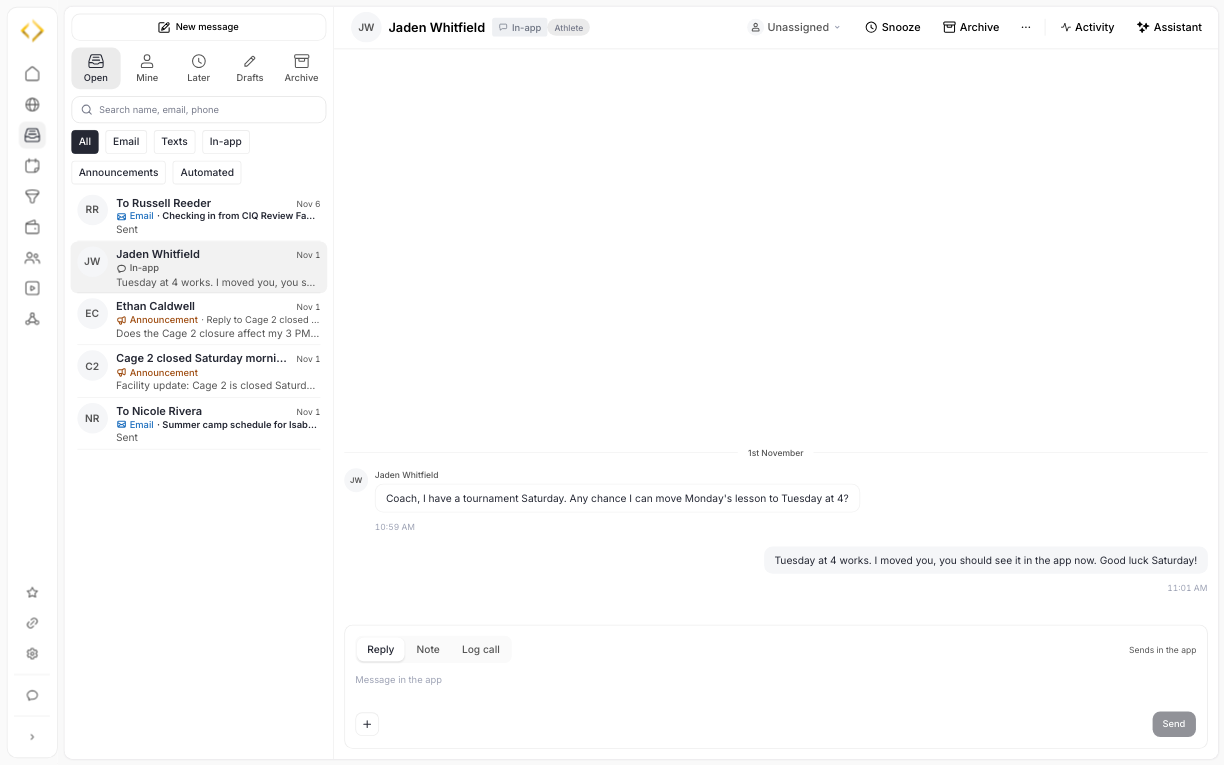 New message
Open
Mine
Later
Drafts
Archive
Search name, email, phone
All
Email
Texts
In-app
Announcements
Automated
RR
To Russell Reeder
Nov 6
Email · Checking in from CIQ Review Fa...
Sent
JW
Jaden Whitfield
Nov 1
In-app
Tuesday at 4 works. I moved you, you s...
EC
Ethan Caldwell
Nov 1
Announcement · Reply to Cage 2 closed ...
Does the Cage 2 closure affect my 3 PM...
C2
Cage 2 closed Saturday morni...
Nov 1
Announcement
Facility update: Cage 2 is closed Saturd...
NR
To Nicole Rivera
Nov 1
Email · Summer camp schedule for Isab...
Sent
JW
Jaden Whitfield
In-app
Athlete
Unassigned
Snooze
Archive
Activity
Assistant
1st November
Jaden Whitfield
JW
Coach, I have a tournament Saturday. Any chance I can move Monday's lesson to Tuesday at 4?
10:59 AM
Tuesday at 4 works. I moved you, you should see it in the app now. Good luck Saturday!
11:01 AM
Reply
Note
Log call
Sends in the app
Message in the app
Send